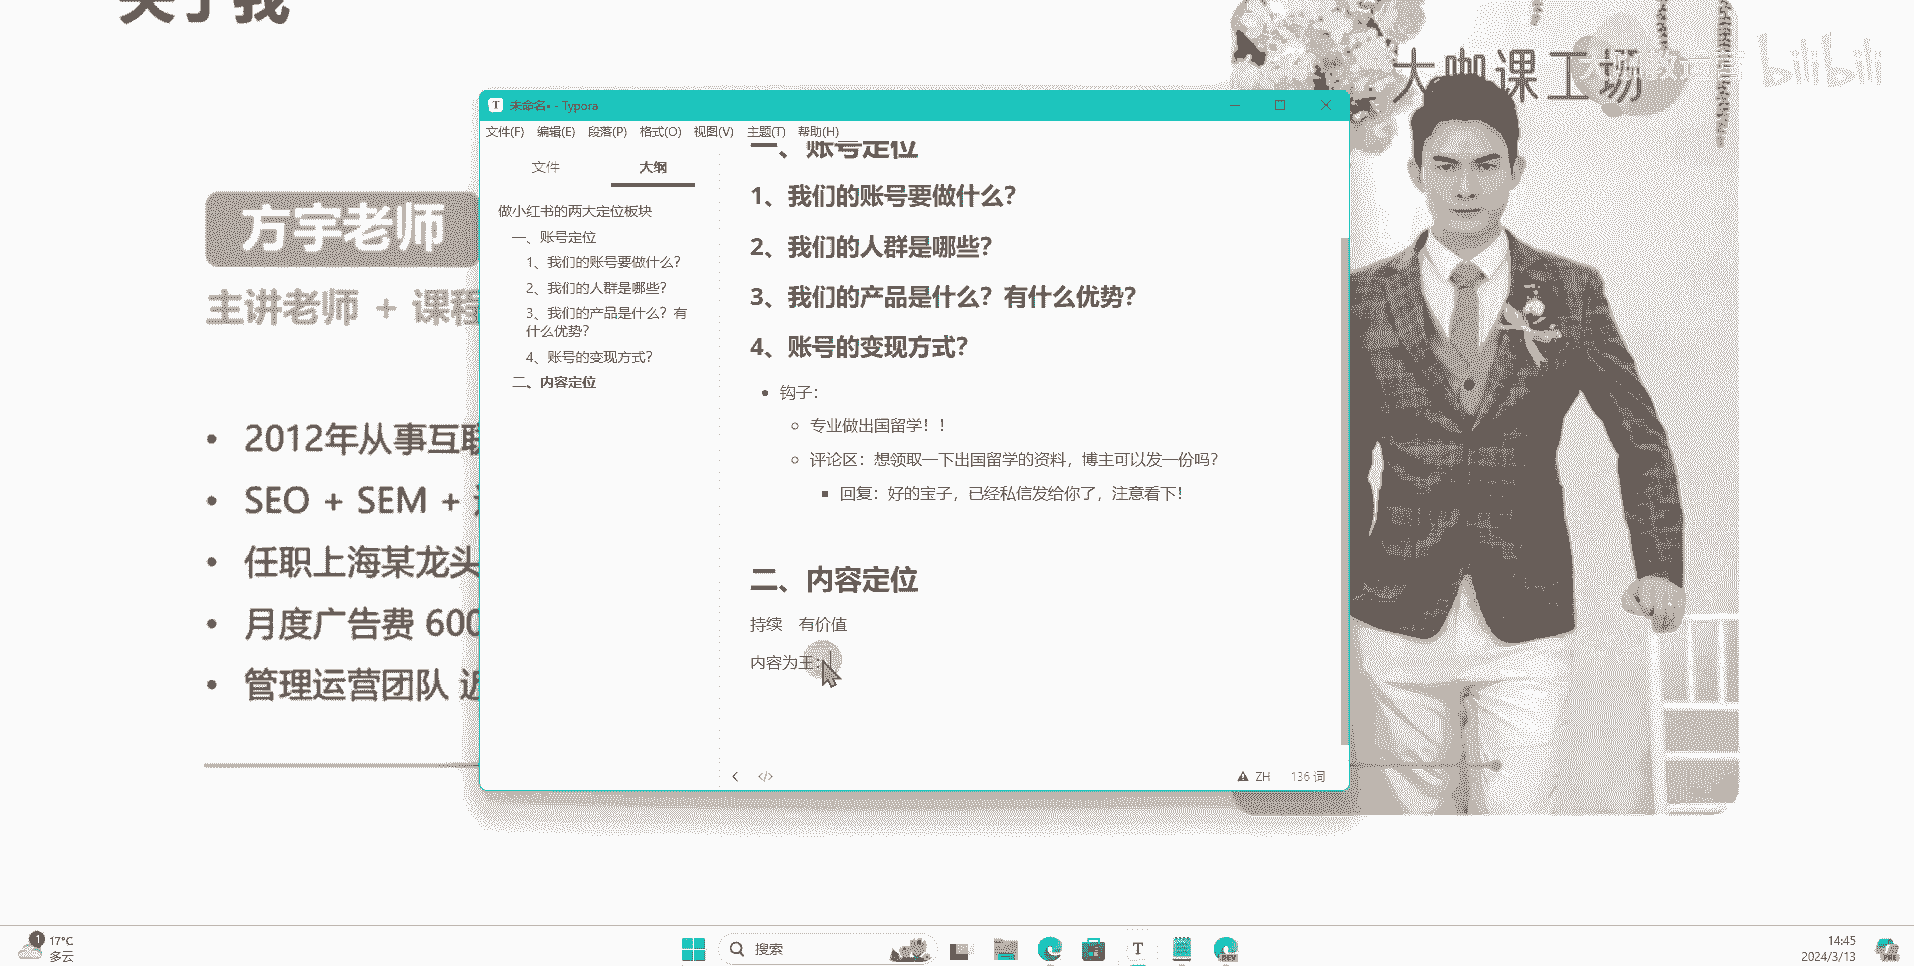 关于我
大咖课工场
bilibili
方宇老师
主讲老师 + 课程
• 2012年从事互联
• SEO + SEM +
• 任职上海某龙头
• 月度广告费 600
• 管理运营团队 近
T 未命名• - Typora
文件(F) 编辑(E) 段落(P) 格式(O) 视图(V) 主题(T) 帮助(H)
文件 大纲
做小红书的两大定位板块
一、账号定位
1、我们的账号要做什么?
2、我们的人群是哪些?
3、我们的产品是什么? 有
什么优势?
4、账号的变现方式?
二、内容定位
一、账号定位
1、我们的账号要做什么?
2、我们的人群是哪些?
3、我们的产品是什么? 有什么优势?
4、账号的变现方式?
• 钩子:
专业做出国留学! !
评论区: 想领取一下出国留学的资料, 博主可以发一份吗?
回复: 好的宝子, 已经私信发给你了, 注意看下!
二、内容定位
持续 有价值
内容为王:
</> ZH 136 词
1 17°C
多云
搜索
T
DEV
14:45
2024/3/13
PRE